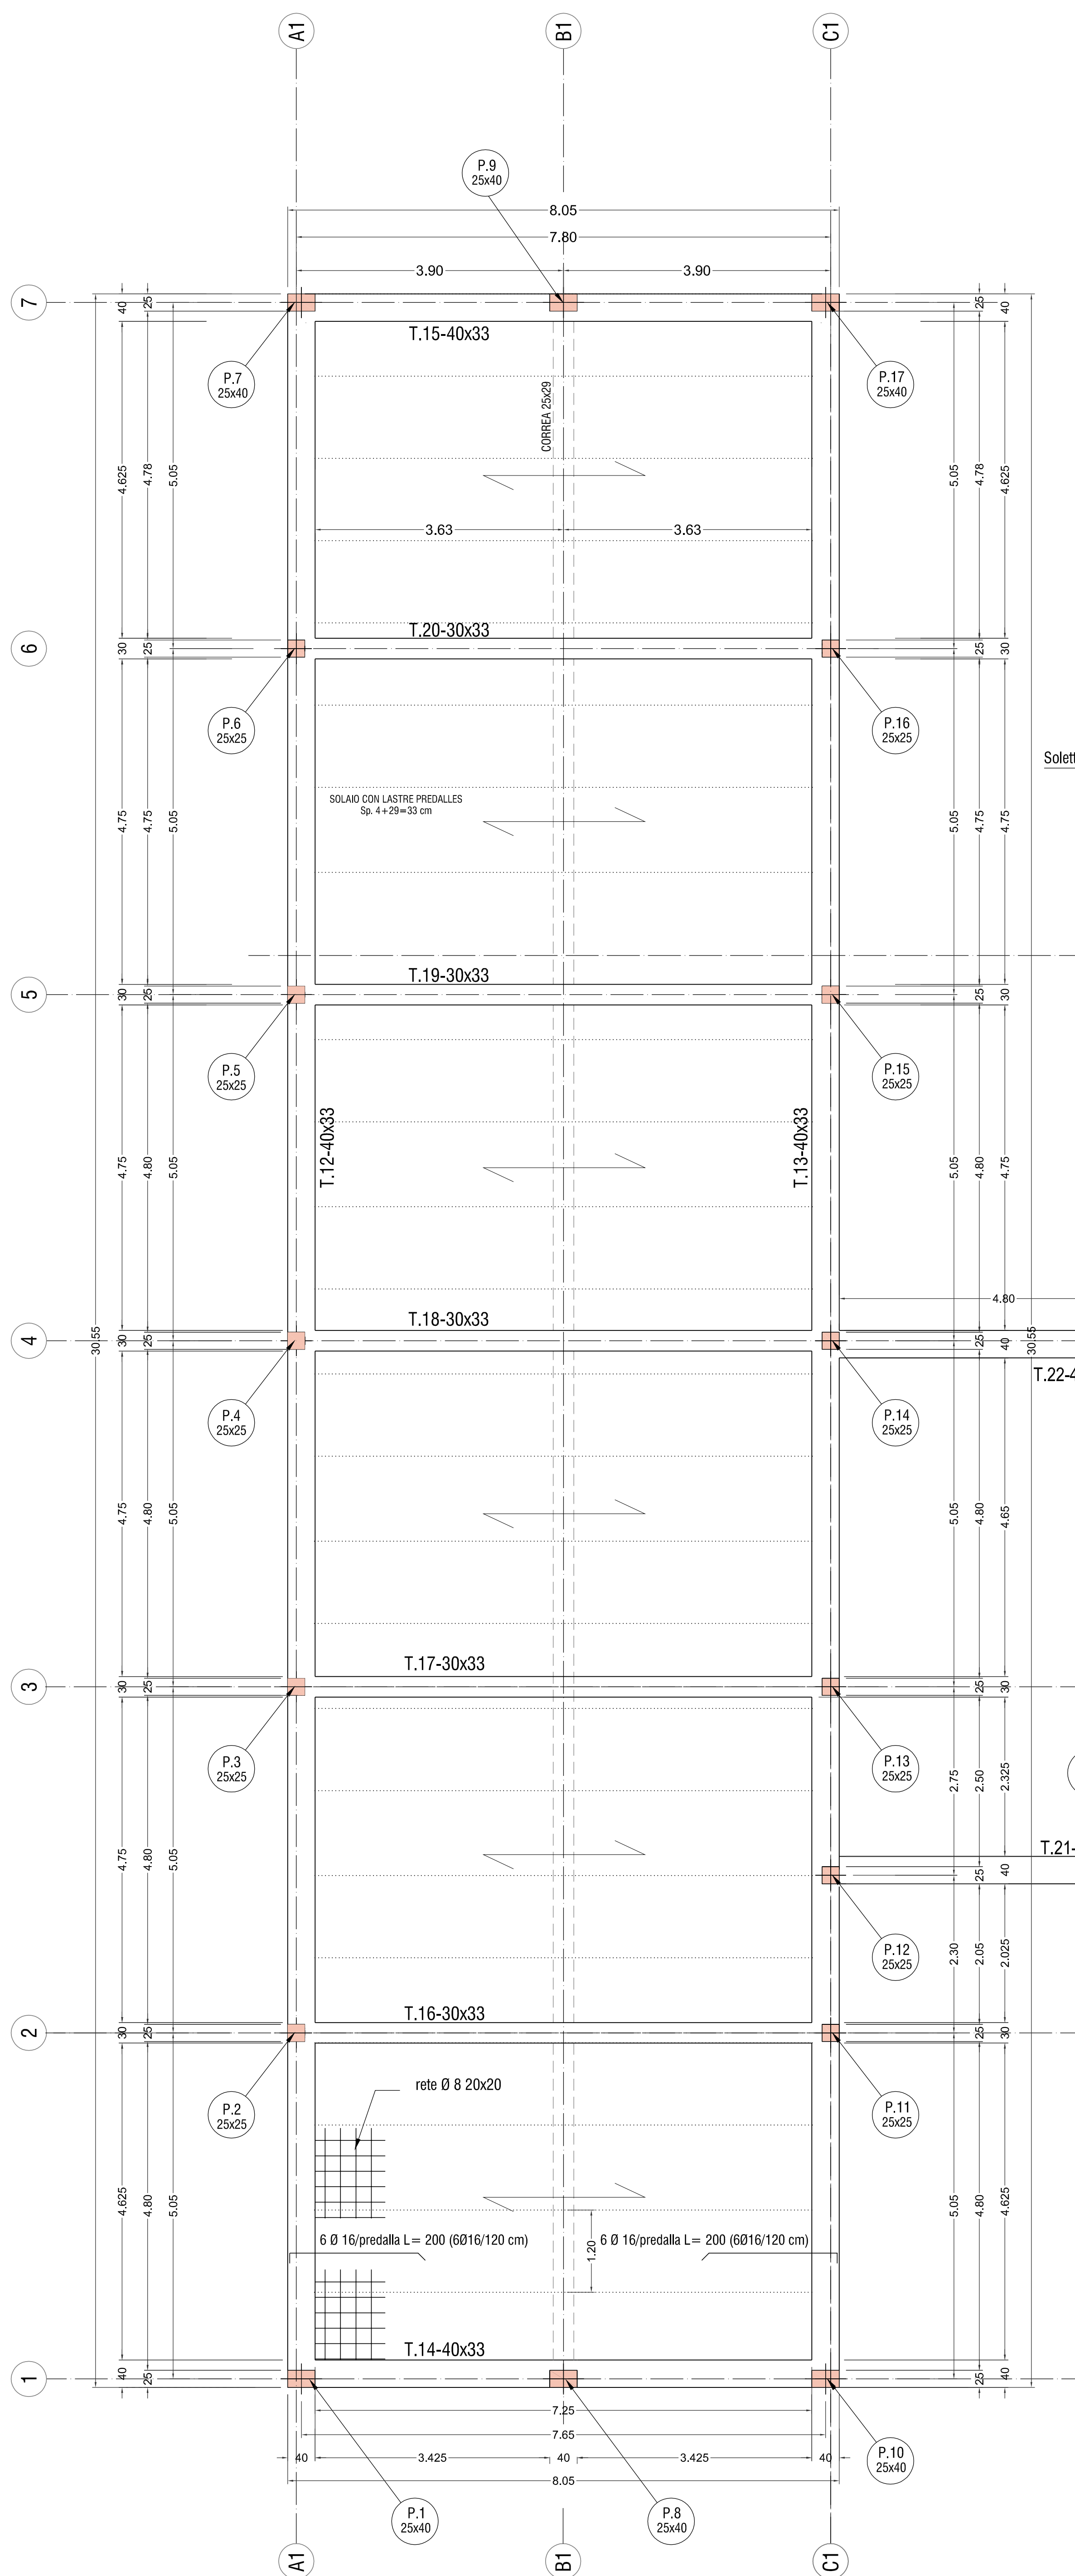 A1
B1
C1
P.9
25x40
8.05
7.80
3.90
3.90
7
40
25
25
40
T.15-40x33
P.7
25x40
P.17
25x40
CORREA 25x29
4.625
4.78
5.05
5.05
4.78
4.625
3.63
3.63
T.20-30x33
6
30
25
25
30
P.6
25x25
P.16
25x25
Solett
SOLAIO CON LASTRE PREDALLES
Sp. 4+29=33 cm
4.75
4.75
5.05
5.05
4.75
4.75
T.19-30x33
5
30
25
25
30
P.5
25x25
P.15
25x25
T.12-40x33
T.13-40x33
4.75
4.80
5.05
5.05
4.80
4.75
4.80
T.18-30x33
4
30.55
30
25
25
40
30.55
T.22-4
P.4
25x25
P.14
25x25
4.75
4.80
5.05
5.05
4.80
4.65
T.17-30x33
3
30
25
25
30
P.3
25x25
P.13
25x25
2.75
2.50
2.325
4.75
4.80
5.05
T.21-
25
40
P.12
25x25
2.30
2.05
2.025
T.16-30x33
2
30
25
25
30
rete Ø 8 20x20
P.2
25x25
P.11
25x25
4.625
4.80
5.05
5.05
4.80
4.625
6 Ø 16/predalla L= 200 (6Ø16/120 cm)
1.20
6 Ø 16/predalla L= 200 (6Ø16/120 cm)
T.14-40x33
1
40
25
25
40
7.25
7.65
40
3.425
40
3.425
40
8.05
P.10
25x40
P.1
25x40
P.8
25x40
A1
B1
C1